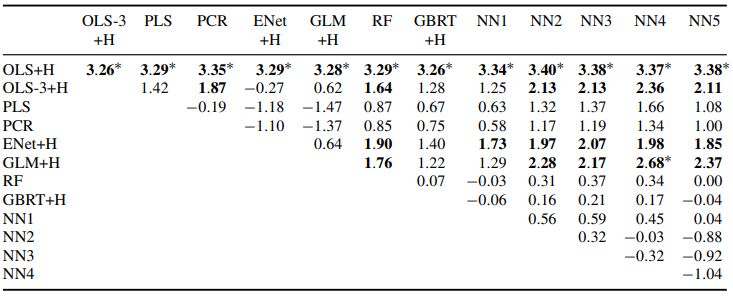 OLS-3 PLS PCR ENet GLM RF GBRT NN1 NN2 NN3 NN4 NN5
+H +H +H +H
OLS+H 3.26* 3.29* 3.35* 3.29* 3.28* 3.29* 3.26* 3.34* 3.40* 3.38* 3.37* 3.38*
OLS-3+H 1.42 1.87 −0.27 0.62 1.64 1.28 1.25 2.13 2.13 2.36 2.11
PLS −0.19 −1.18 −1.47 0.87 0.67 0.63 1.32 1.37 1.66 1.08
PCR −1.10 −1.37 0.85 0.75 0.58 1.17 1.19 1.34 1.00
ENet+H 0.64 1.90 1.40 1.73 1.97 2.07 1.98 1.85
GLM+H 1.76 1.22 1.29 2.28 2.17 2.68* 2.37
RF 0.07 −0.03 0.31 0.37 0.34 0.00
GBRT+H −0.06 0.16 0.21 0.17 −0.04
NN1 0.56 0.59 0.45 0.04
NN2 0.32 −0.03 −0.88
NN3 −0.32 −0.92
NN4 −1.04